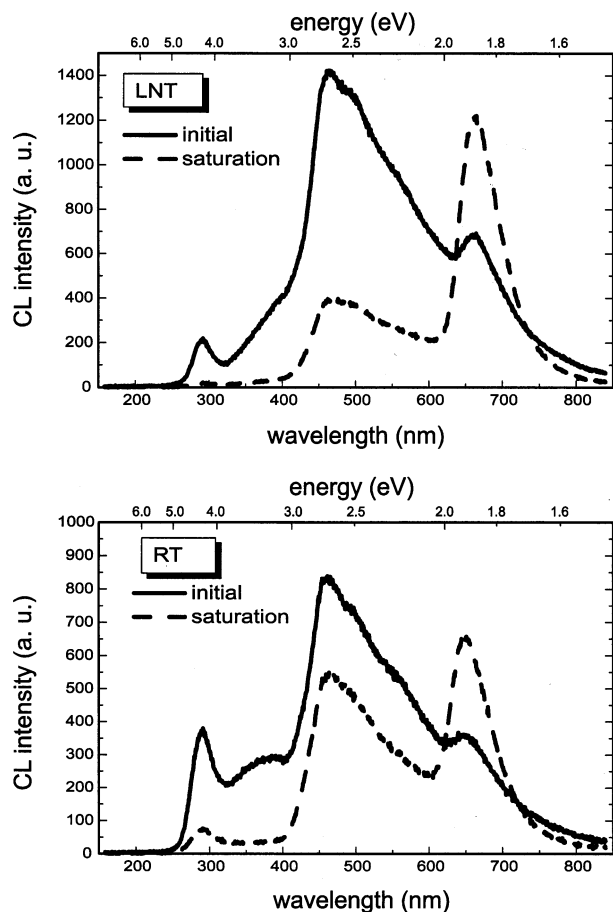 energy (eV)
6.0 5.0 4.0 3.0 2.5 2.0 1.8 1.6
1400
1200
1000
800
600
400
200
0
CL intensity (a. u.)
LNT
initial
saturation
200 300 400 500 600 700 800
wavelength (nm)
energy (eV)
6.0 5.0 4.0 3.0 2.5 2.0 1.8 1.6
1000
900
800
700
600
500
400
300
200
100
0
CL intensity (a. u.)
RT
initial
saturation
200 300 400 500 600 700 800
wavelength (nm)